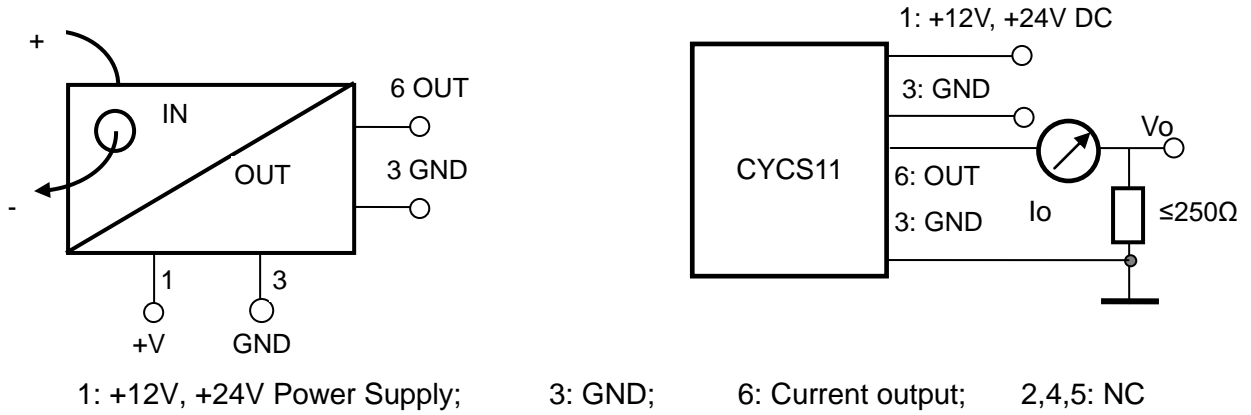 +
IN
OUT
-
6 OUT
3 GND
1
3
+V
GND
1: +12V, +24V DC
3: GND
CYCS11
Vo
6: OUT
Io
≤250Ω
3: GND
1: +12V, +24V Power Supply; 3: GND; 6: Current output; 2,4,5: NC